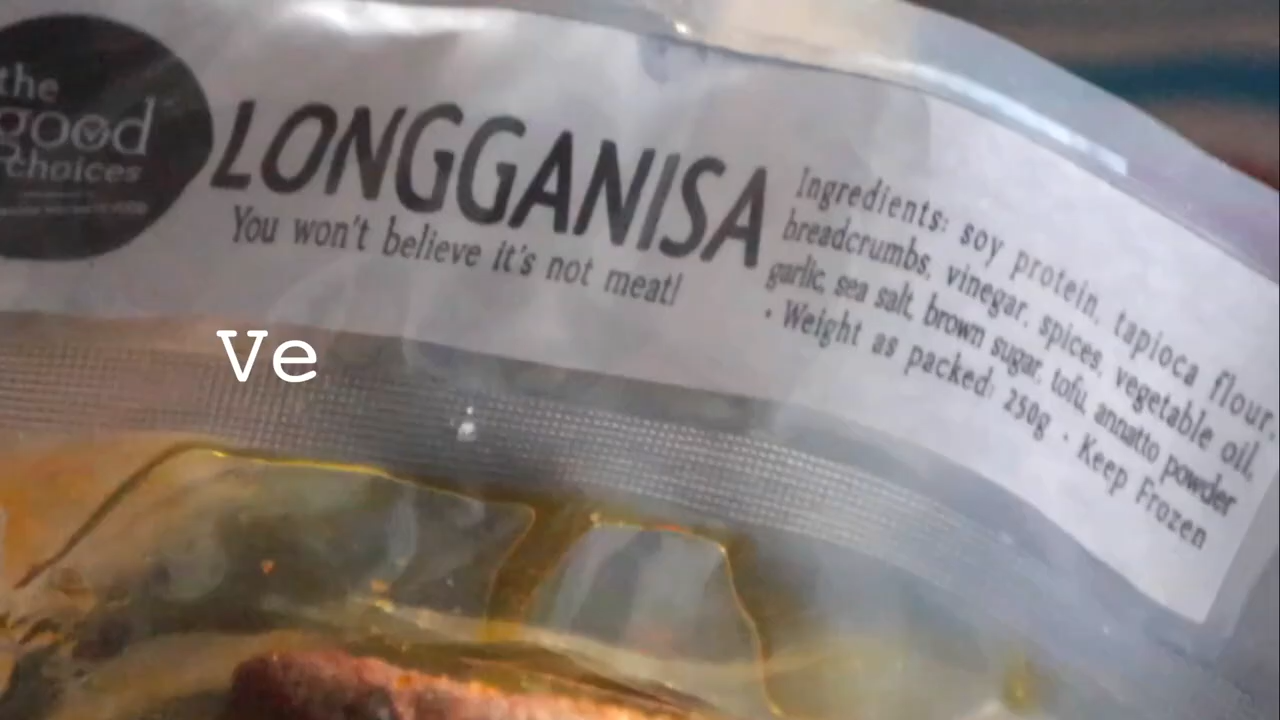 the
good
choices
LONGGANISA
You won't believe it's not meat!
Ingredients: soy protein, tapioca flour,
breadcrumbs, vinegar, spices, vegetable oil,
garlic, sea salt, brown sugar, tofu, annatto powder
• Weight as packed: 250g • Keep Frozen
Ve